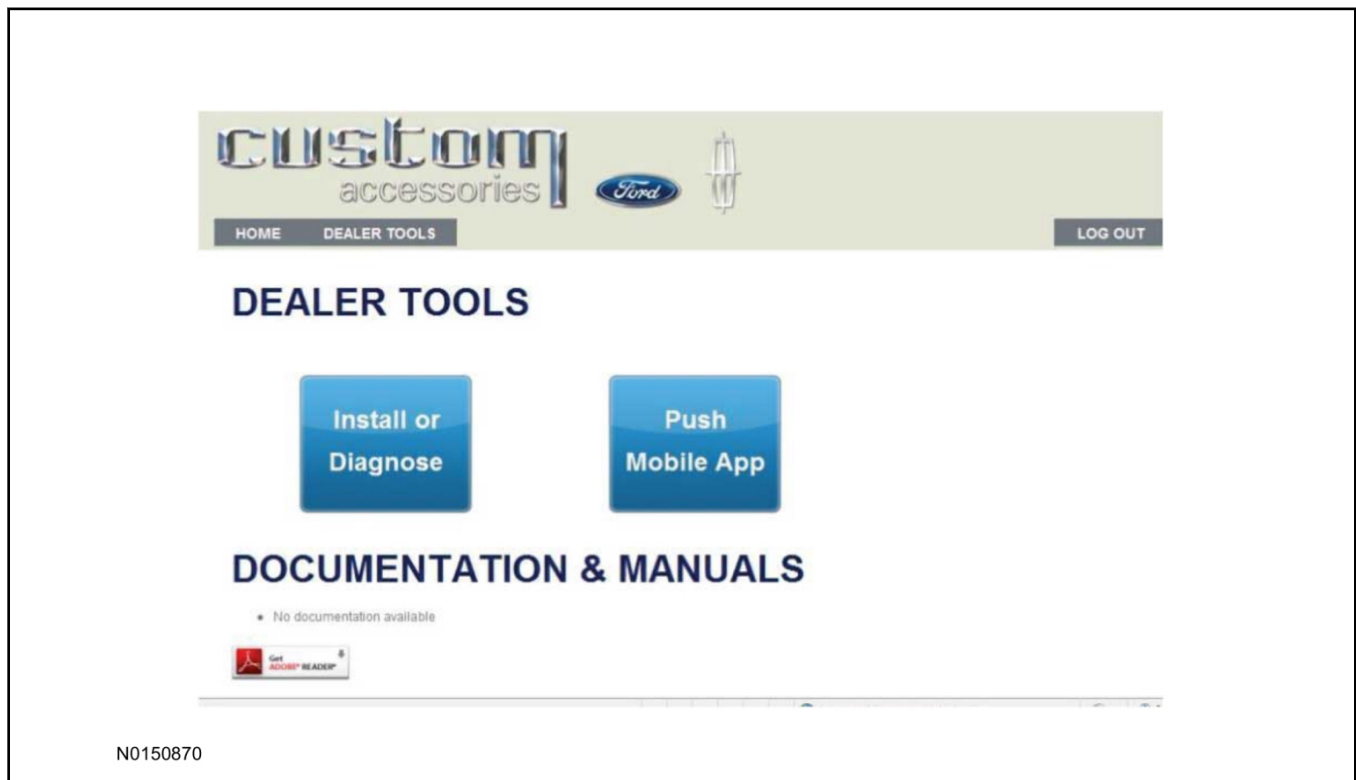 custom
accessories
Ford
HOME DEALER TOOLS LOG OUT
DEALER TOOLS
Install or
Diagnose
Push
Mobile App
DOCUMENTATION & MANUALS
• No documentation available
Get
ADOBE® READER®
N0150870